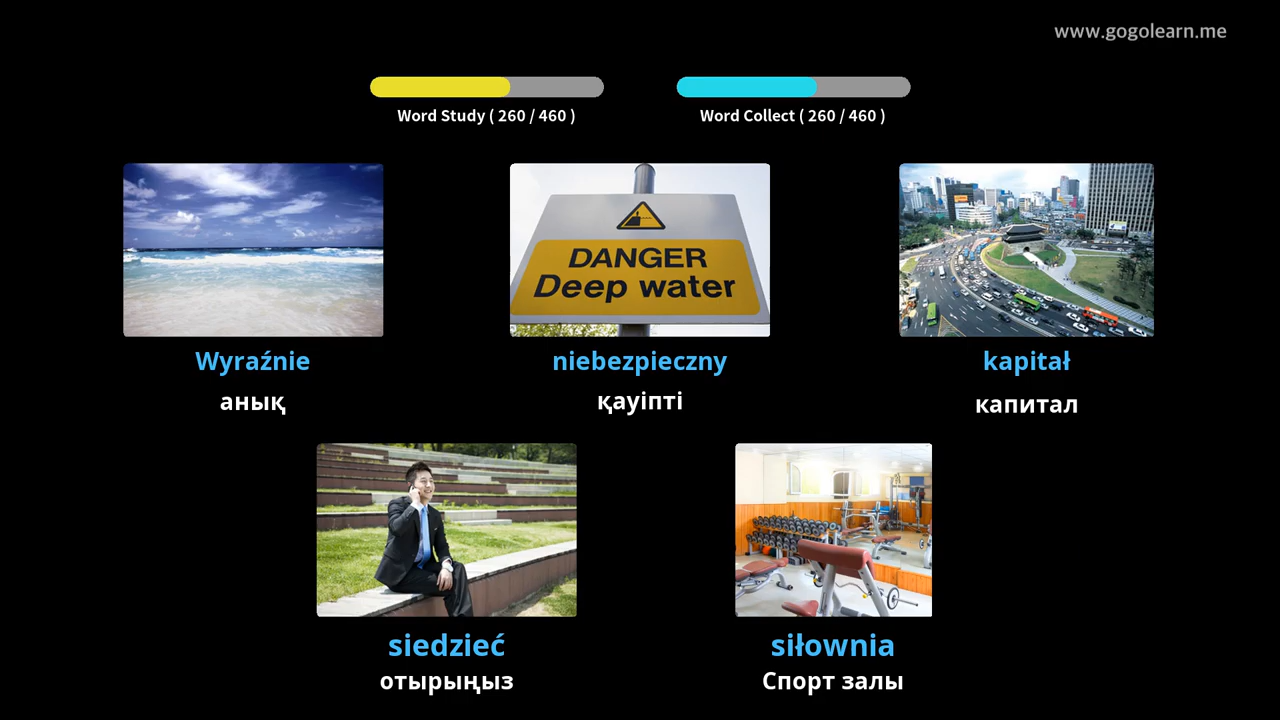 www.gogolearn.me
Word Study ( 260 / 460 )
Word Collect ( 260 / 460 )
DANGER
Deep water
Wyraźnie
niebezpieczny
kapitał
анық
қауіпті
капитал
siedzieć
siłownia
отырыңыз
Спорт залы